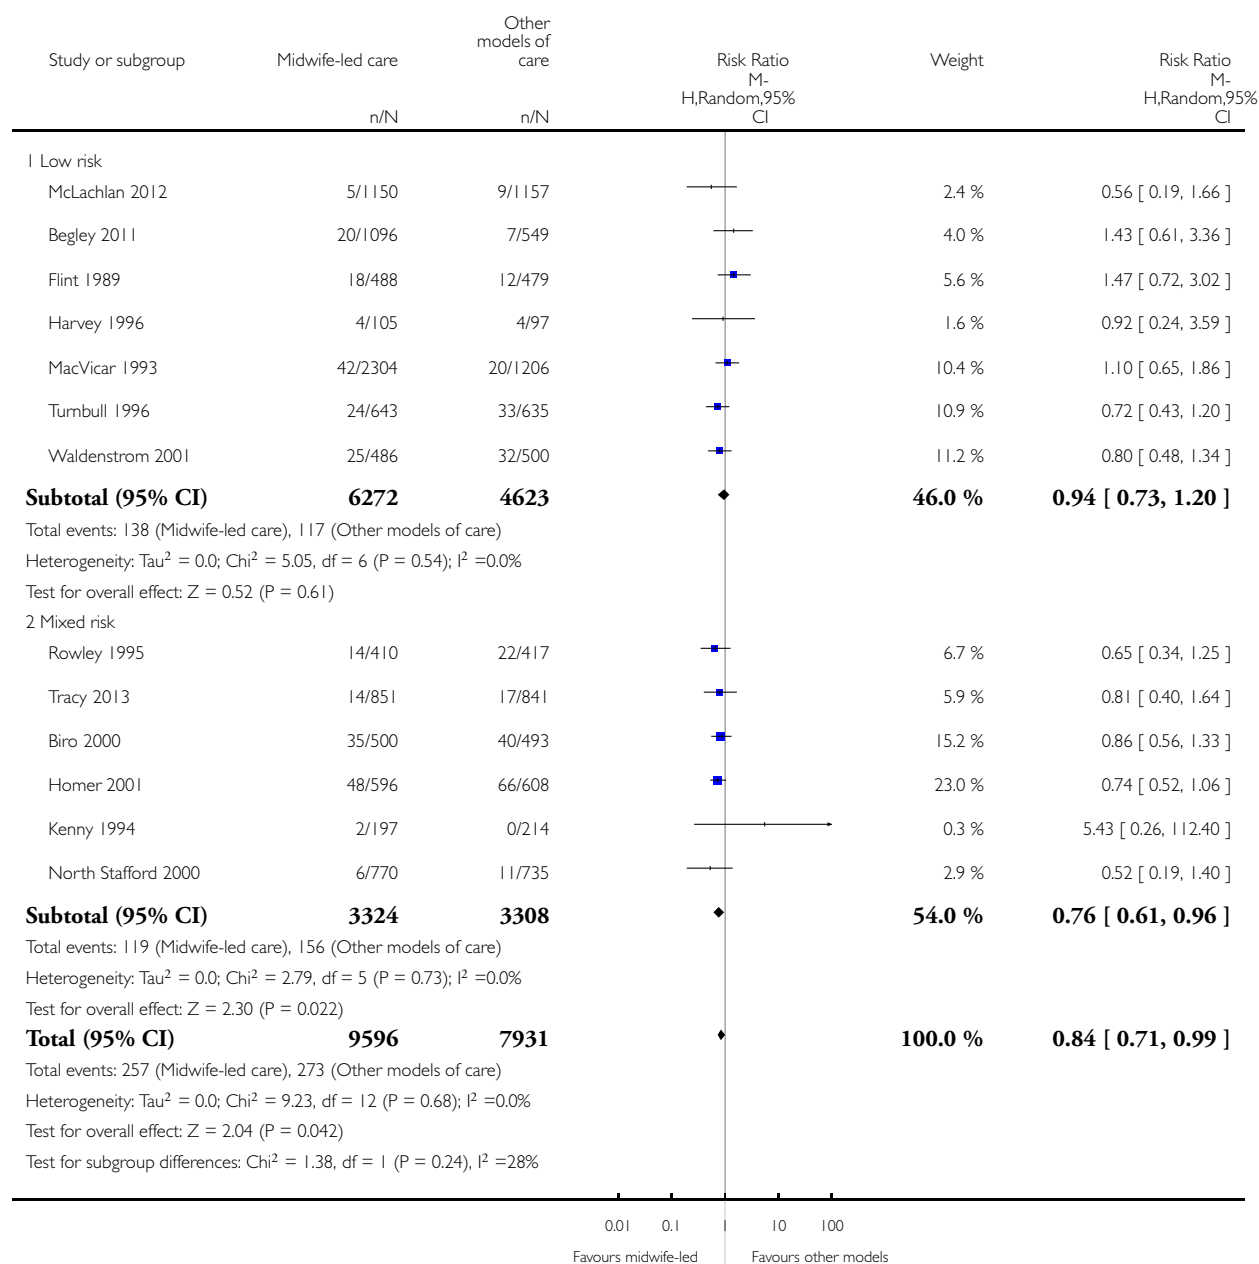 Study or subgroup Midwife-led care Other models of care Risk Ratio Weight Risk Ratio
n/N n/N M-H,Random,95% CI M-H,Random,95% CI
1 Low risk
McLachlan 2012 5/1150 9/1157 2.4 % 0.56 [ 0.19, 1.66 ]
Begley 2011 20/1096 7/549 4.0 % 1.43 [ 0.61, 3.36 ]
Flint 1989 18/488 12/479 5.6 % 1.47 [ 0.72, 3.02 ]
Harvey 1996 4/105 4/97 1.6 % 0.92 [ 0.24, 3.59 ]
MacVicar 1993 42/2304 20/1206 10.4 % 1.10 [ 0.65, 1.86 ]
Turnbull 1996 24/643 33/635 10.9 % 0.72 [ 0.43, 1.20 ]
Waldenstrom 2001 25/486 32/500 11.2 % 0.80 [ 0.48, 1.34 ]
Subtotal (95% CI) 6272 4623 46.0 % 0.94 [ 0.73, 1.20 ]
Total events: 138 (Midwife-led care), 117 (Other models of care)
Heterogeneity: Tau² = 0.0; Chi² = 5.05, df = 6 (P = 0.54); I² =0.0%
Test for overall effect: Z = 0.52 (P = 0.61)
2 Mixed risk
Rowley 1995 14/410 22/417 6.7 % 0.65 [ 0.34, 1.25 ]
Tracy 2013 14/851 17/841 5.9 % 0.81 [ 0.40, 1.64 ]
Biro 2000 35/500 40/493 15.2 % 0.86 [ 0.56, 1.33 ]
Homer 2001 48/596 66/608 23.0 % 0.74 [ 0.52, 1.06 ]
Kenny 1994 2/197 0/214 0.3 % 5.43 [ 0.26, 112.40 ]
North Stafford 2000 6/770 11/735 2.9 % 0.52 [ 0.19, 1.40 ]
Subtotal (95% CI) 3324 3308 54.0 % 0.76 [ 0.61, 0.96 ]
Total events: 119 (Midwife-led care), 156 (Other models of care)
Heterogeneity: Tau² = 0.0; Chi² = 2.79, df = 5 (P = 0.73); I² =0.0%
Test for overall effect: Z = 2.30 (P = 0.022)
Total (95% CI) 9596 7931 100.0 % 0.84 [ 0.71, 0.99 ]
Total events: 257 (Midwife-led care), 273 (Other models of care)
Heterogeneity: Tau² = 0.0; Chi² = 9.23, df = 12 (P = 0.68); I² =0.0%
Test for overall effect: Z = 2.04 (P = 0.042)
Test for subgroup differences: Chi² = 1.38, df = 1 (P = 0.24), I² =28%
0.01 0.1 1 10 100
Favours midwife-led Favours other models